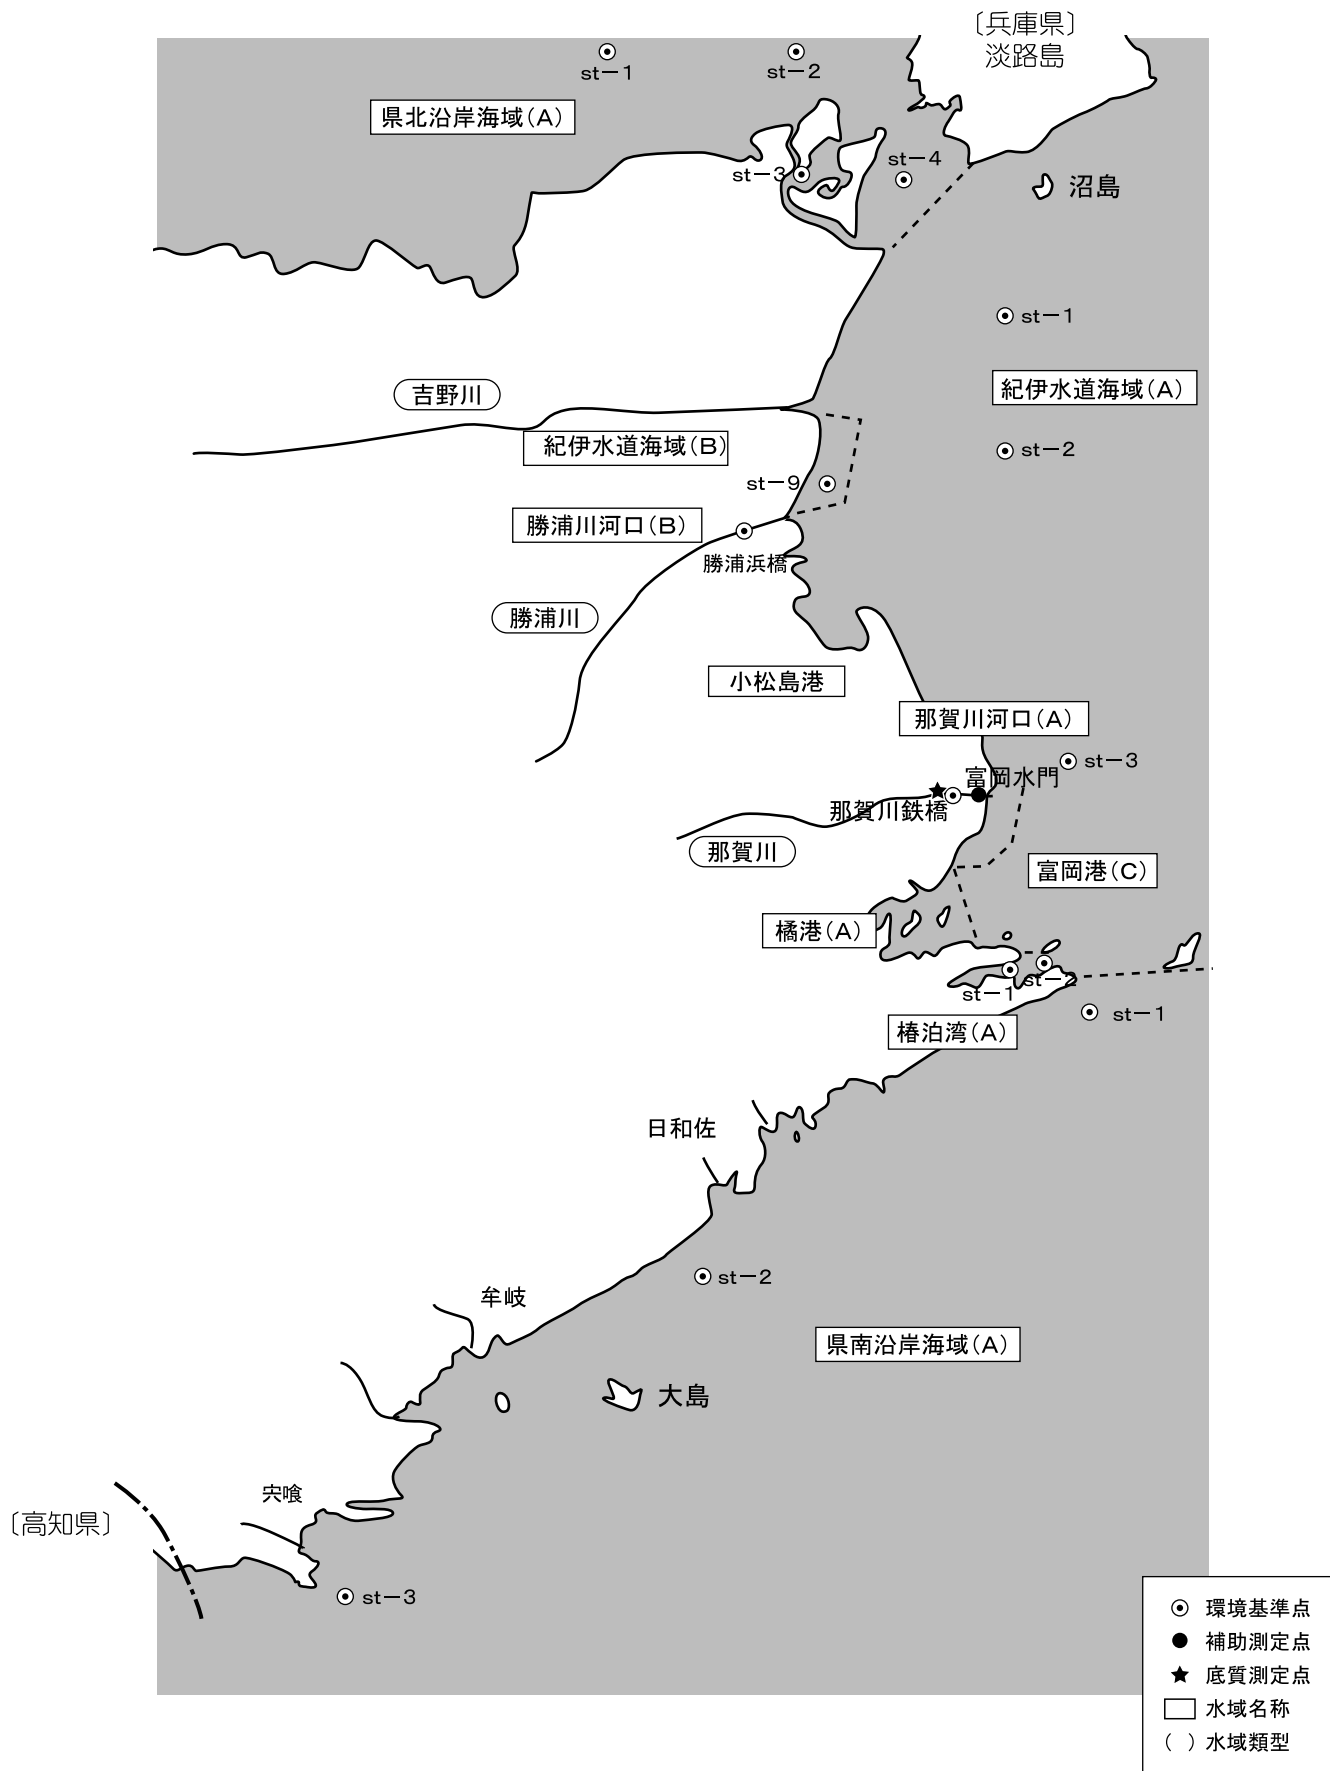 〔兵庫県〕
淡路島
st－1
st－2
県北沿岸海域(A)
st－3
st－4
沼島
st－1
吉野川
紀伊水道海域(A)
紀伊水道海域(B)
st－2
st－9
勝浦川河口(B)
勝浦浜橋
勝浦川
小松島港
那賀川河口(A)
st－3
富岡水門
那賀川鉄橋
那賀川
富岡港(C)
橘港(A)
st－2
st－1
st－1
椿泊湾(A)
日和佐
st－2
牟岐
県南沿岸海域(A)
大島
宍喰
〔高知県〕
st－3
環境基準点
補助測定点
底質測定点
水域名称
( ) 水域類型